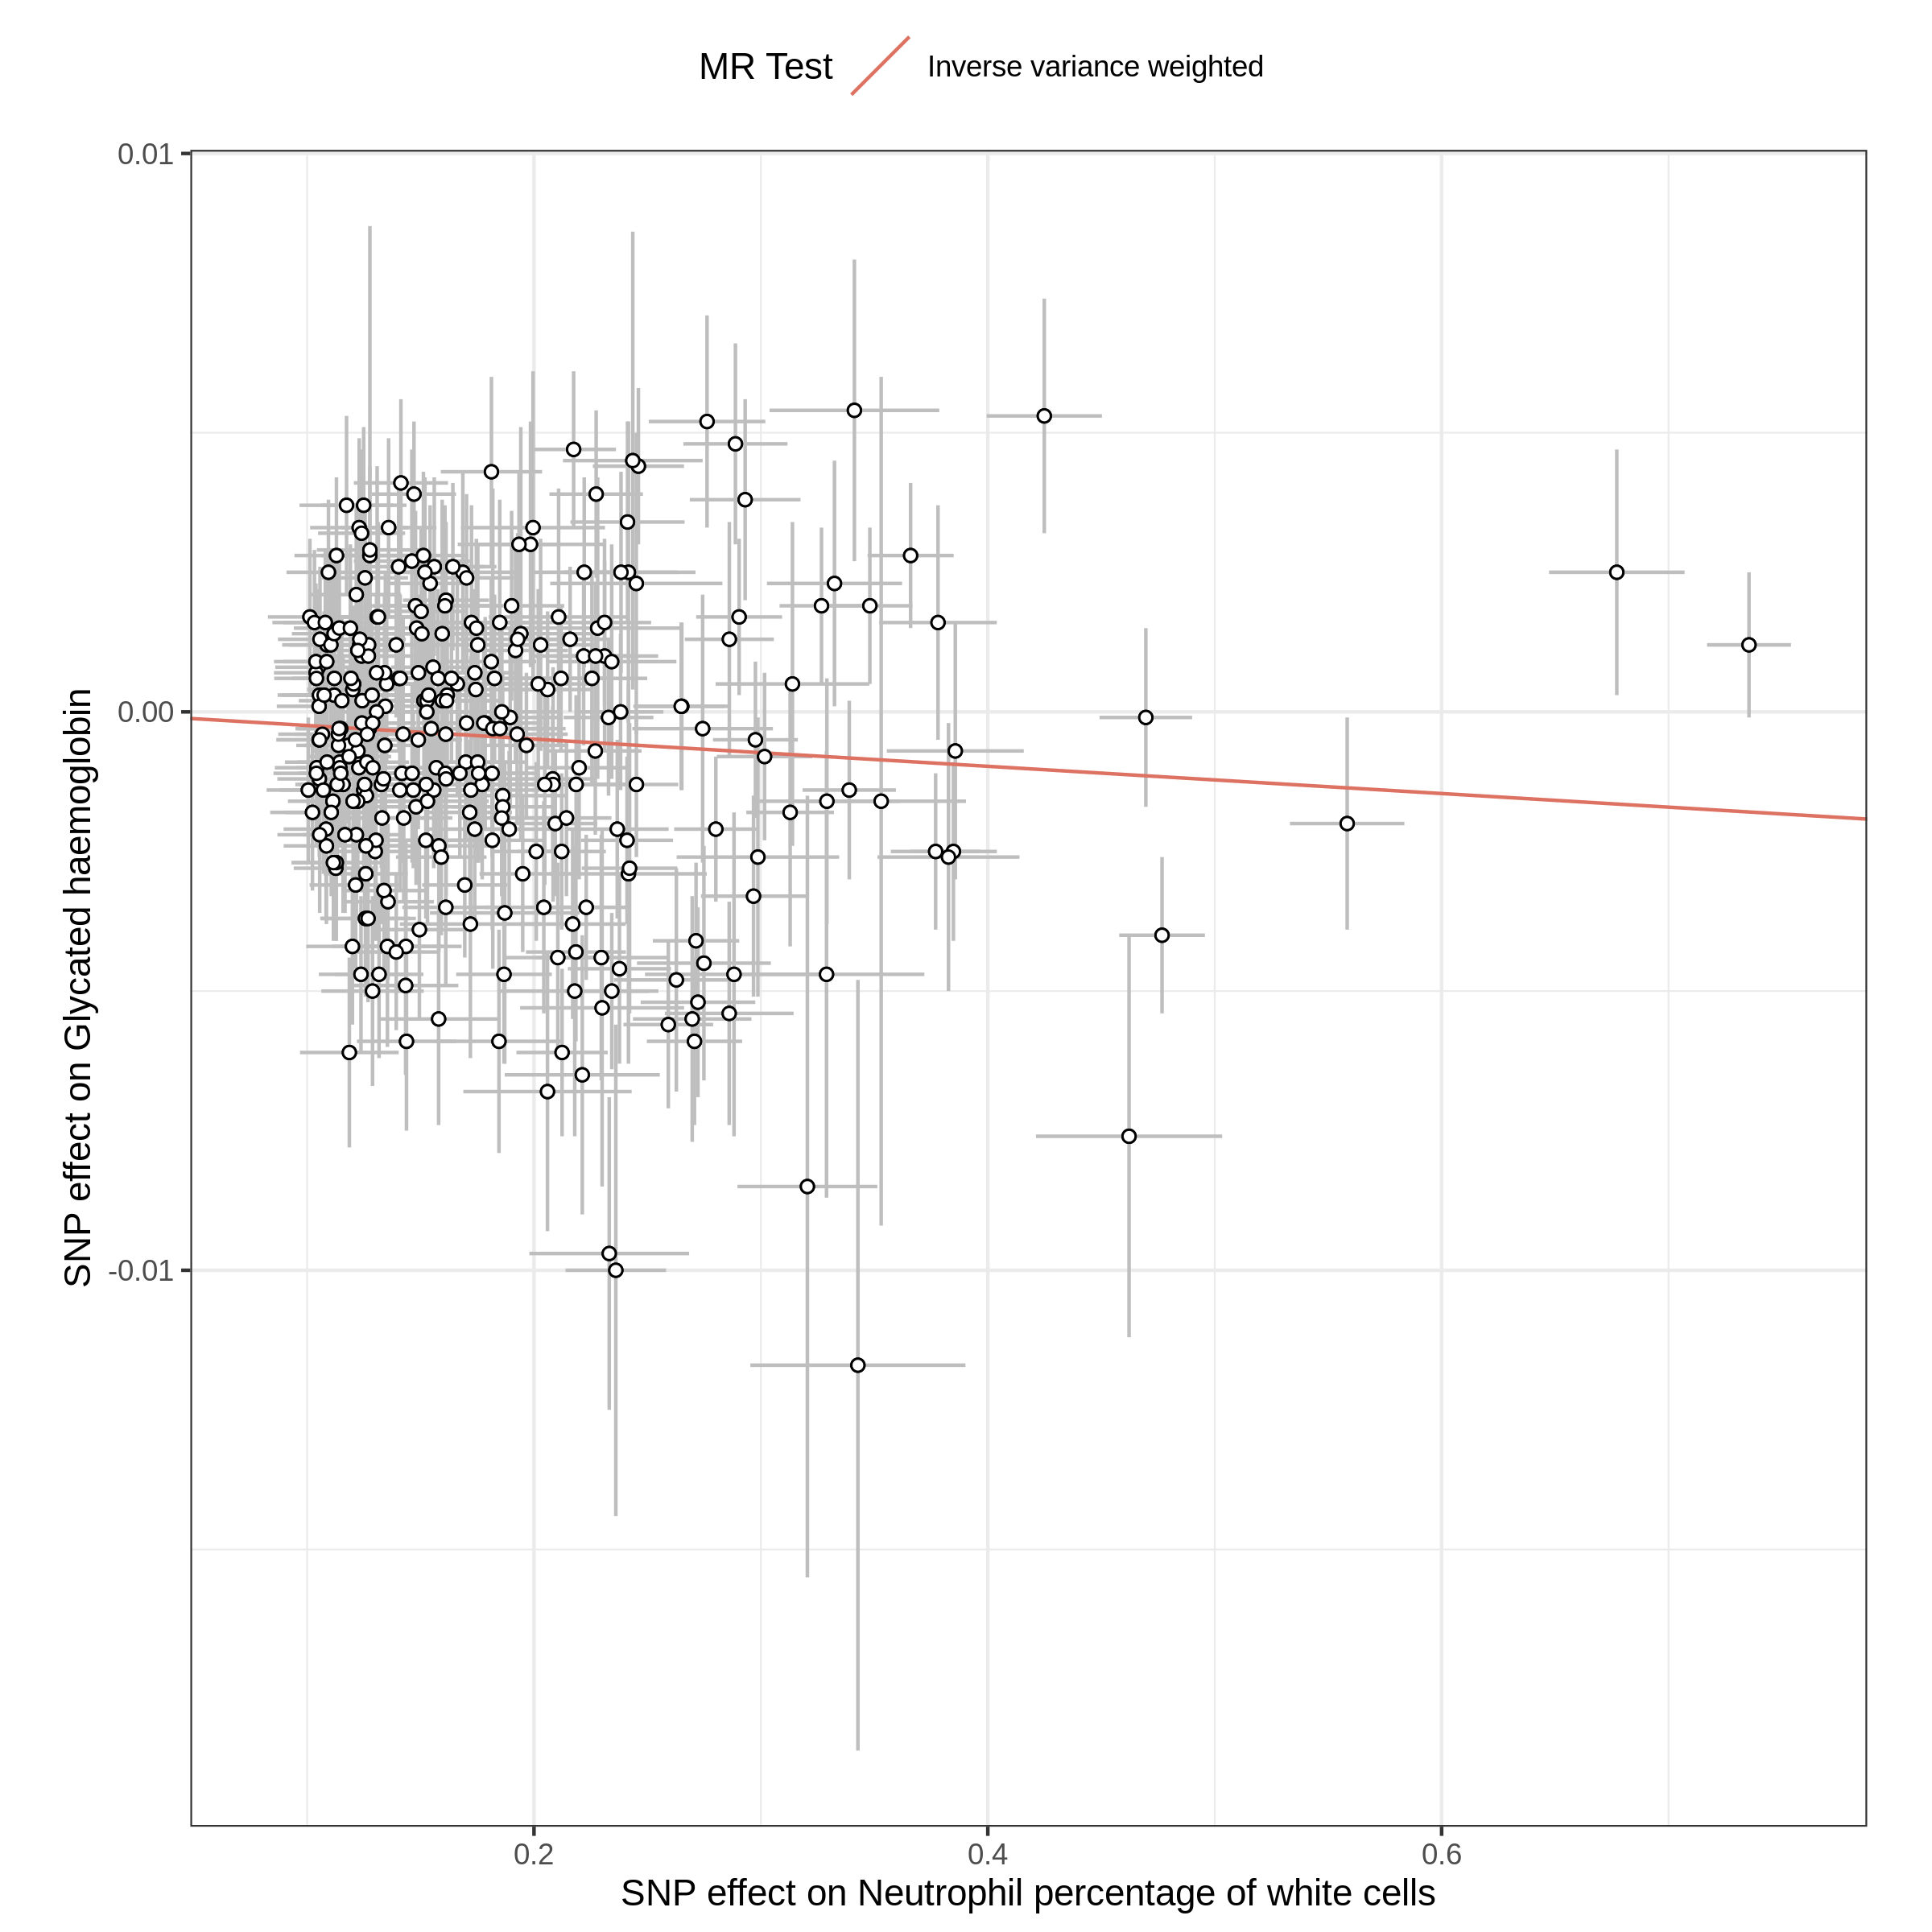 MR Test
Inverse variance weighted
0.01
0.00
-0.01
SNP effect on Glycated haemoglobin
0.2
0.4
0.6
SNP effect on Neutrophil percentage of white cells